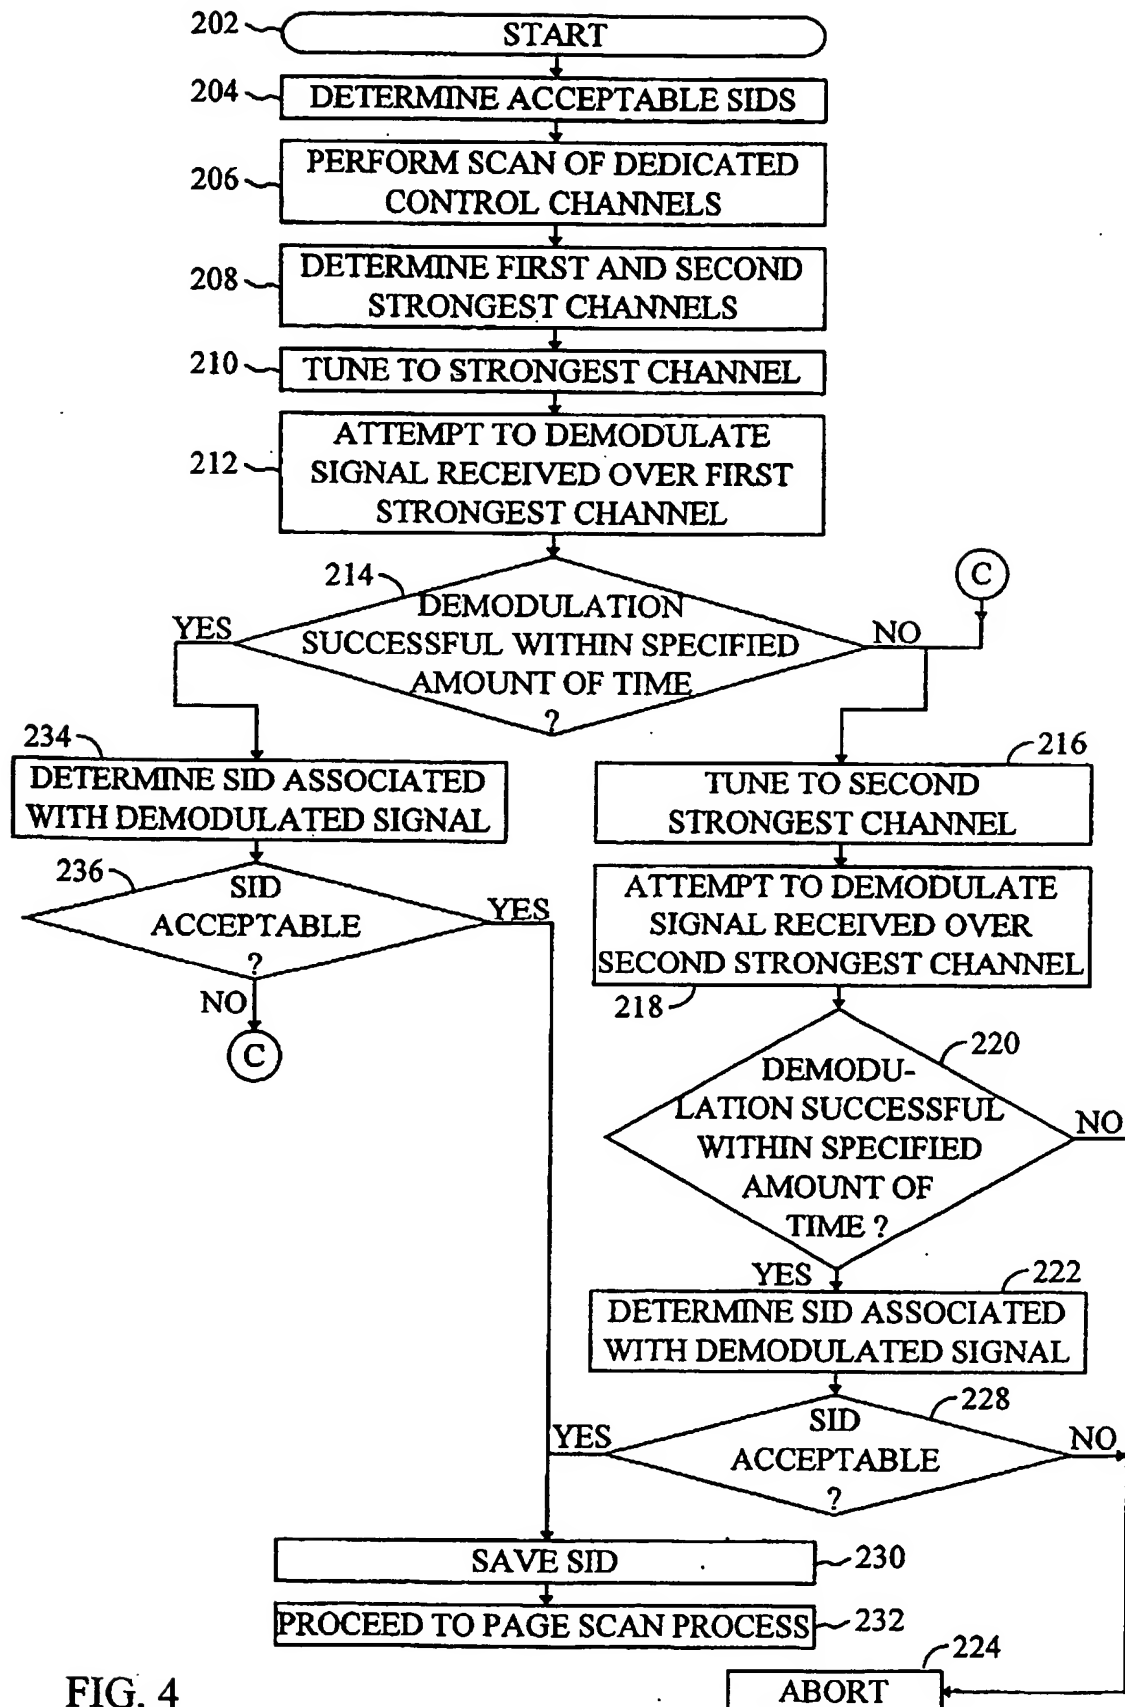 202
START
204
DETERMINE ACCEPTABLE SIDS
206
PERFORM SCAN OF DEDICATED
CONTROL CHANNELS
208
DETERMINE FIRST AND SECOND
STRONGEST CHANNELS
210
TUNE TO STRONGEST CHANNEL
212
ATTEMPT TO DEMODULATE
SIGNAL RECEIVED OVER FIRST
STRONGEST CHANNEL
214
DEMODULATION
SUCCESSFUL WITHIN SPECIFIED
AMOUNT OF TIME
?
YES
NO
C
234
DETERMINE SID ASSOCIATED
WITH DEMODULATED SIGNAL
236
SID
ACCEPTABLE
?
YES
NO
C
216
TUNE TO SECOND
STRONGEST CHANNEL
ATTEMPT TO DEMODULATE
SIGNAL RECEIVED OVER
SECOND STRONGEST CHANNEL
218
220
DEMODU-
LATION SUCCESSFUL
WITHIN SPECIFIED
AMOUNT OF
TIME ?
NO
YES
222
DETERMINE SID ASSOCIATED
WITH DEMODULATED SIGNAL
228
SID
ACCEPTABLE
?
YES
NO
SAVE SID
230
PROCEED TO PAGE SCAN PROCESS
232
224
ABORT
FIG. 4